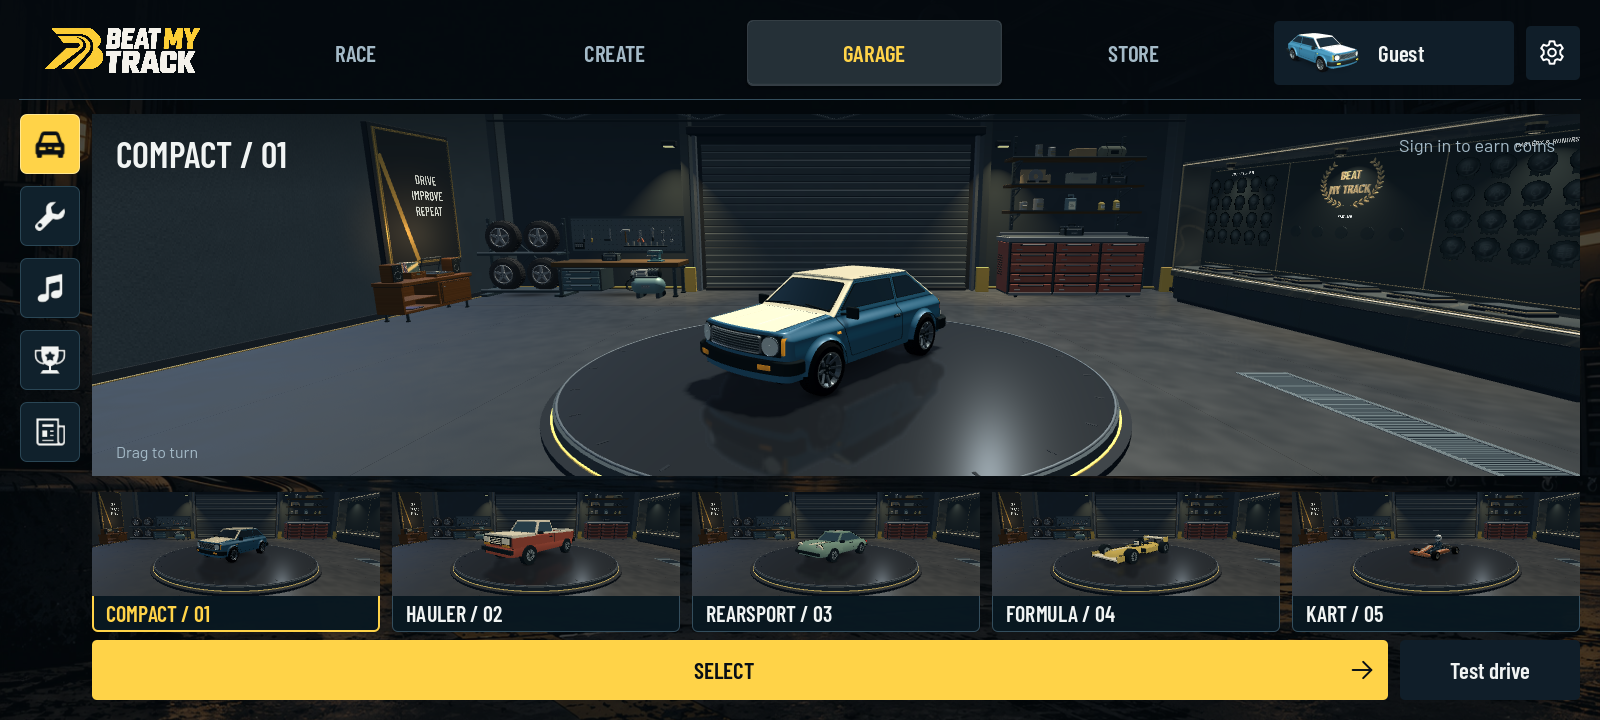 BEAT MY
TRACK
RACE
CREATE
GARAGE
STORE
Guest
COMPACT / 01
Sign in to earn coins
DRIVE
IMPROVE
REPEAT
BEAT
MY TRACK
Drag to turn
COMPACT / 01
HAULER / 02
REARSPORT / 03
FORMULA / 04
KART / 05
SELECT
Test drive